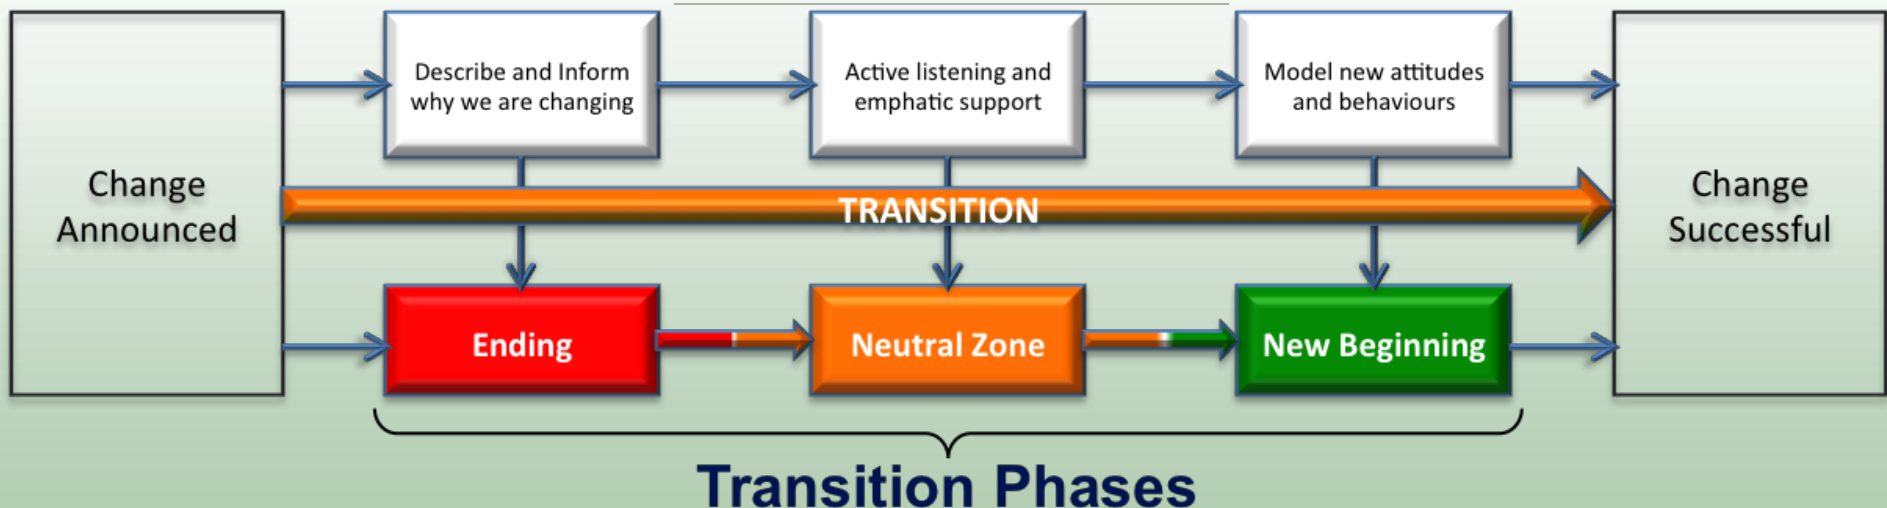 Change
Announced
Describe and Inform
why we are changing
Active listening and
emphatic support
Model new attitudes
and behaviours
TRANSITION
Change
Successful
Ending
Neutral Zone
New Beginning
Transition Phases